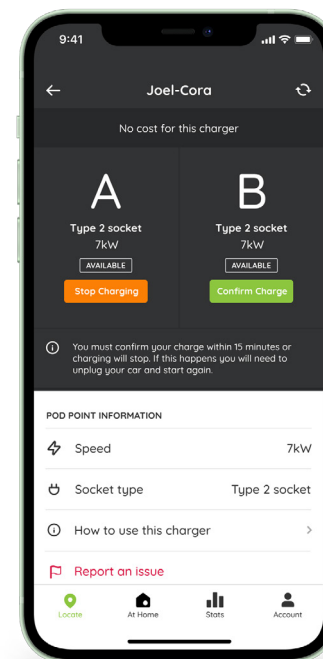 9:41
Joel-Cora
No cost for this charger
A
Type 2 socket
7kW
AVAILABLE
Stop Charging
B
Type 2 socket
7kW
AVAILABLE
Confirm Charge
You must confirm your charge within 15 minutes or
charging will stop. If this happens you will need to
unplug your car and start again.
POD POINT INFORMATION
Speed 7kW
Socket type Type 2 socket
How to use this charger
Report an issue
Locate At Home Stats Account